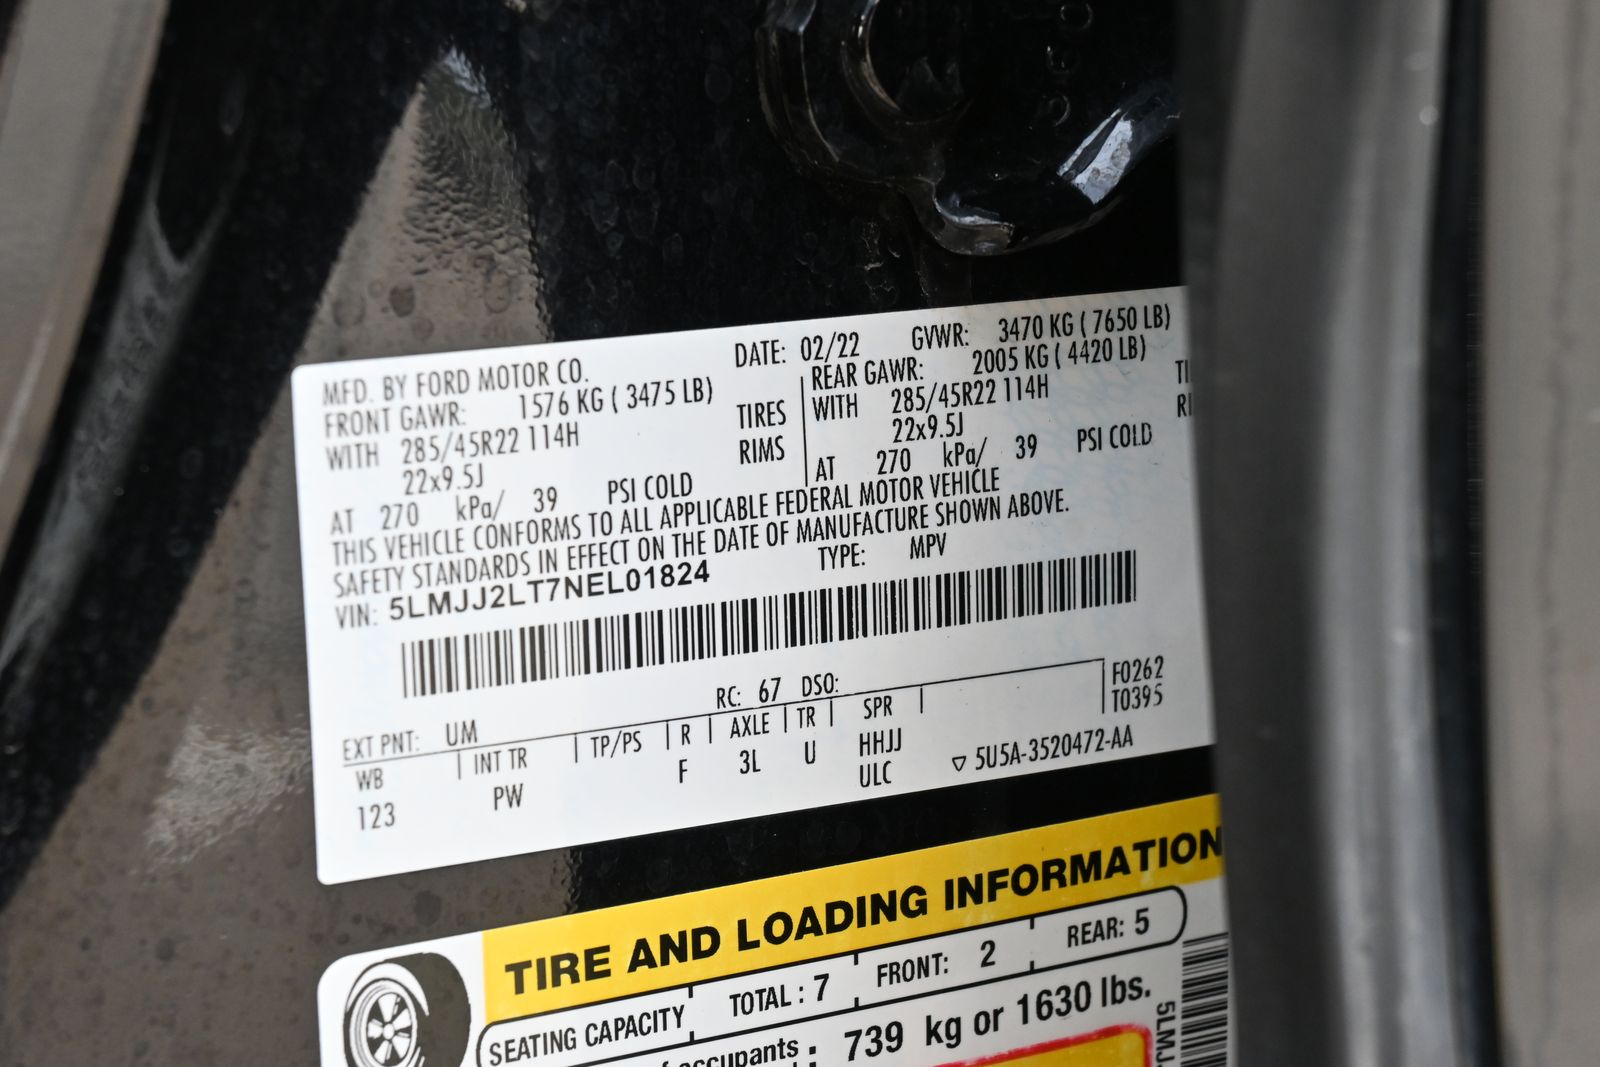 MFD. BY FORD MOTOR CO. DATE: 02/22 GVWR: 3470 KG ( 7650 LB)
FRONT GAWR: 1576 KG ( 3475 LB) REAR GAWR: 2005 KG ( 4420 LB)
WITH 285/45R22 114H TIRES WITH 285/45R22 114H TI
22x9.5J RIMS 22x9.5J RI
AT 270 kPa/ 39 PSI COLD AT 270 kPa/ 39 PSI COLD
THIS VEHICLE CONFORMS TO ALL APPLICABLE FEDERAL MOTOR VEHICLE
SAFETY STANDARDS IN EFFECT ON THE DATE OF MANUFACTURE SHOWN ABOVE.
VIN: 5LMJJ2LT7NEL01824 TYPE: MPV
EXT PNT: UM RC: 67 DSO: F0262
WB INT TR TP/PS R AXLE TR SPR T0395
123 PW F 3L U HHJJ
ULC ▽ 5U5A-3520472-AA
TIRE AND LOADING INFORMATION
SEATING CAPACITY TOTAL : 7 FRONT: 2 REAR: 5
occupants : 739 kg or 1630 lbs.
5LMJ